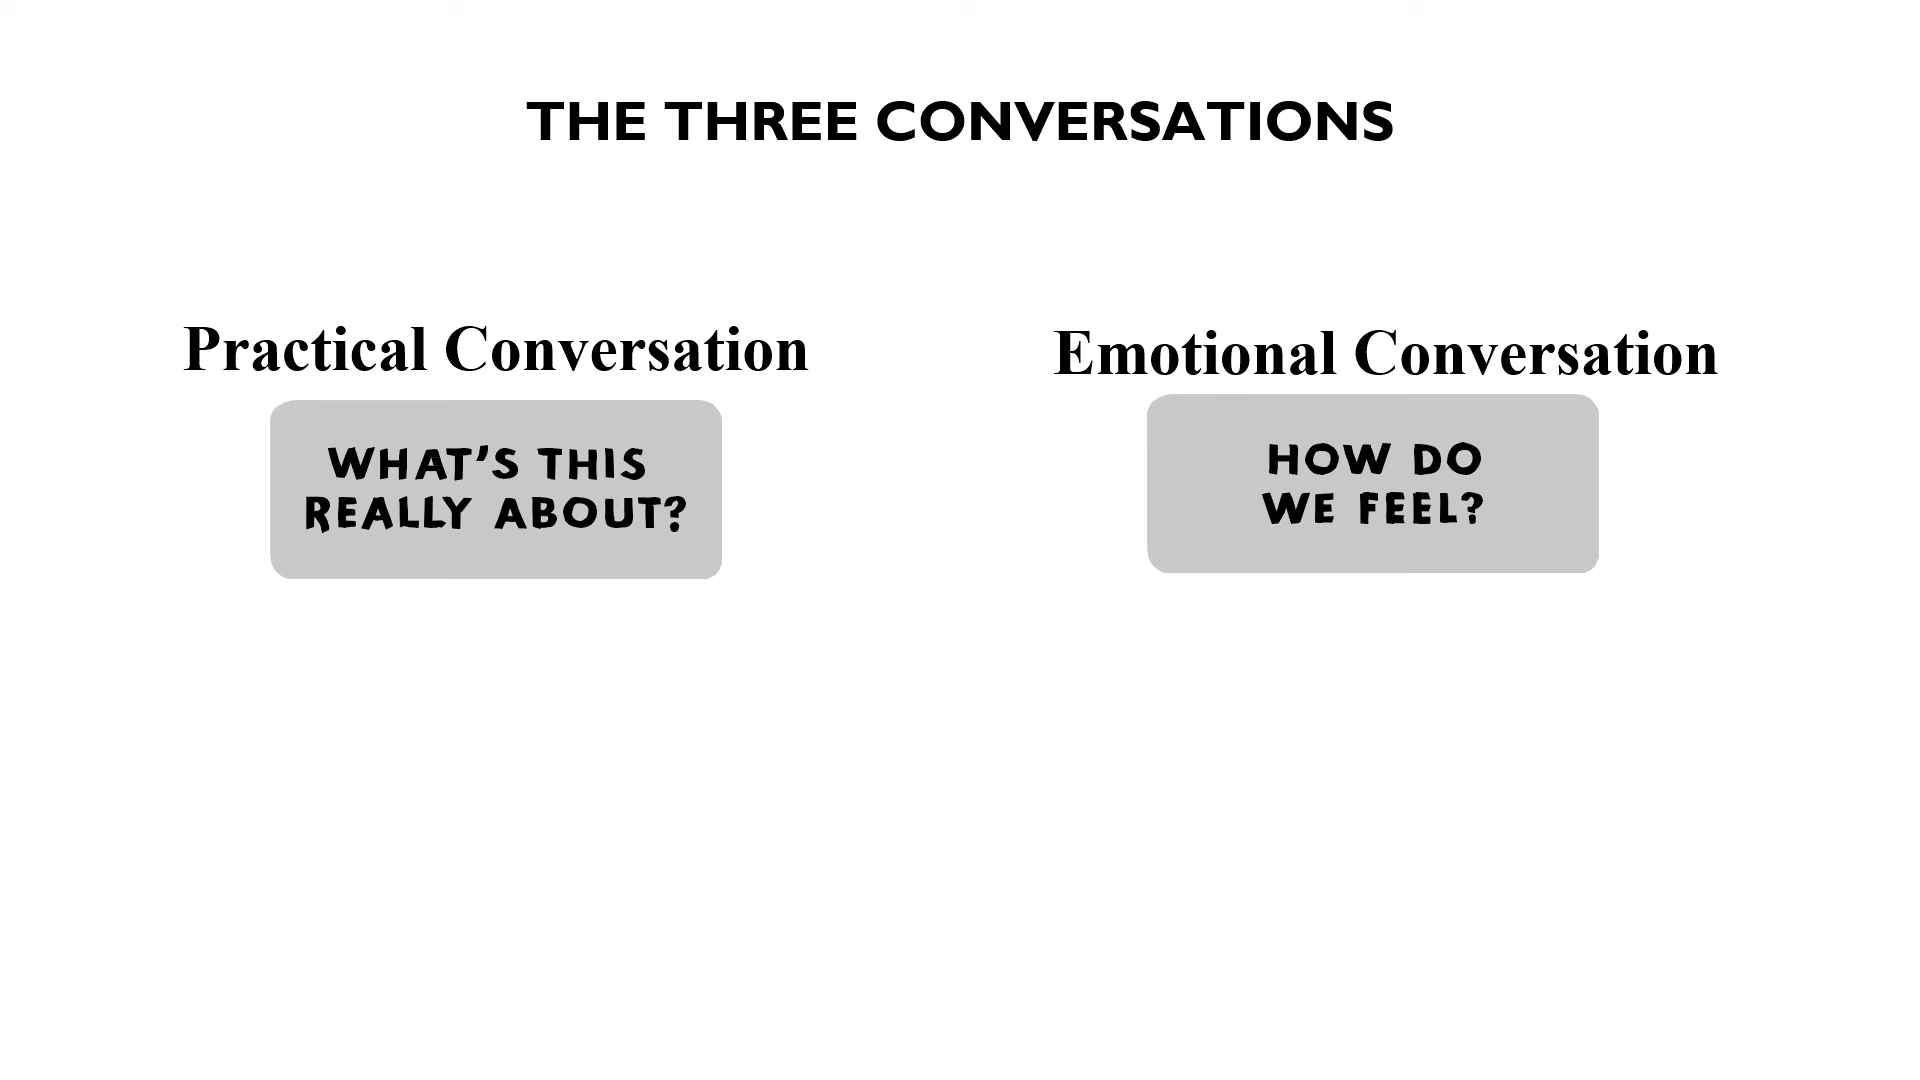 THE THREE CONVERSATIONS
Practical Conversation
WHAT'S THIS
REALLY ABOUT?
Emotional Conversation
HOW DO
WE FEEL?